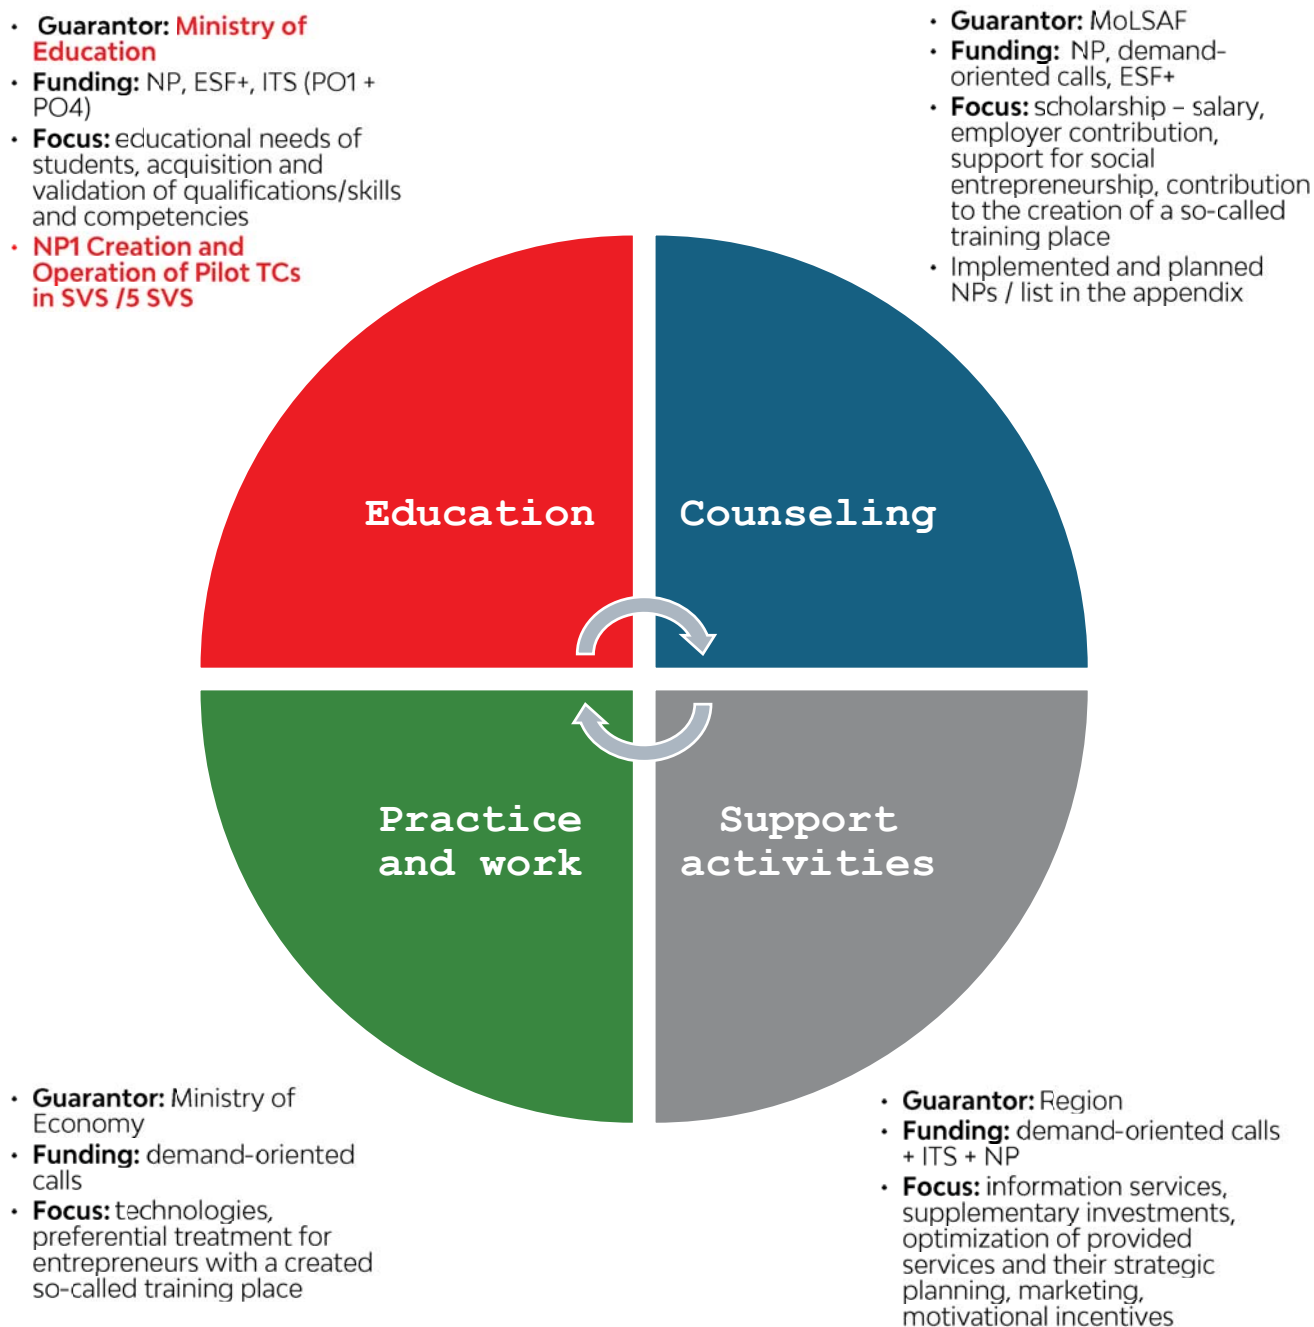 • Guarantor: Ministry of
Education
• Funding: NP, ESF+, ITS (PO1 +
PO4)
• Focus: educational needs of
students, acquisition and
validation of qualifications/skills
and competencies
• NP1 Creation and
Operation of Pilot TCs
in SVS /5 SVS
• Guarantor: MoLSAF
• Funding: NP, demand-
oriented calls, ESF+
• Focus: scholarship – salary,
employer contribution,
support for social
entrepreneurship, contribution
to the creation of a so-called
training place
• Implemented and planned
NPs / list in the appendix
Education
Counseling
Practice
and work
Support
activities
• Guarantor: Ministry of
Economy
• Funding: demand-oriented
calls
• Focus: technologies,
preferential treatment for
entrepreneurs with a created
so-called training place
• Guarantor: Region
• Funding: demand-oriented calls
+ ITS + NP
• Focus: information services,
supplementary investments,
optimization of provided
services and their strategic
planning, marketing,
motivational incentives